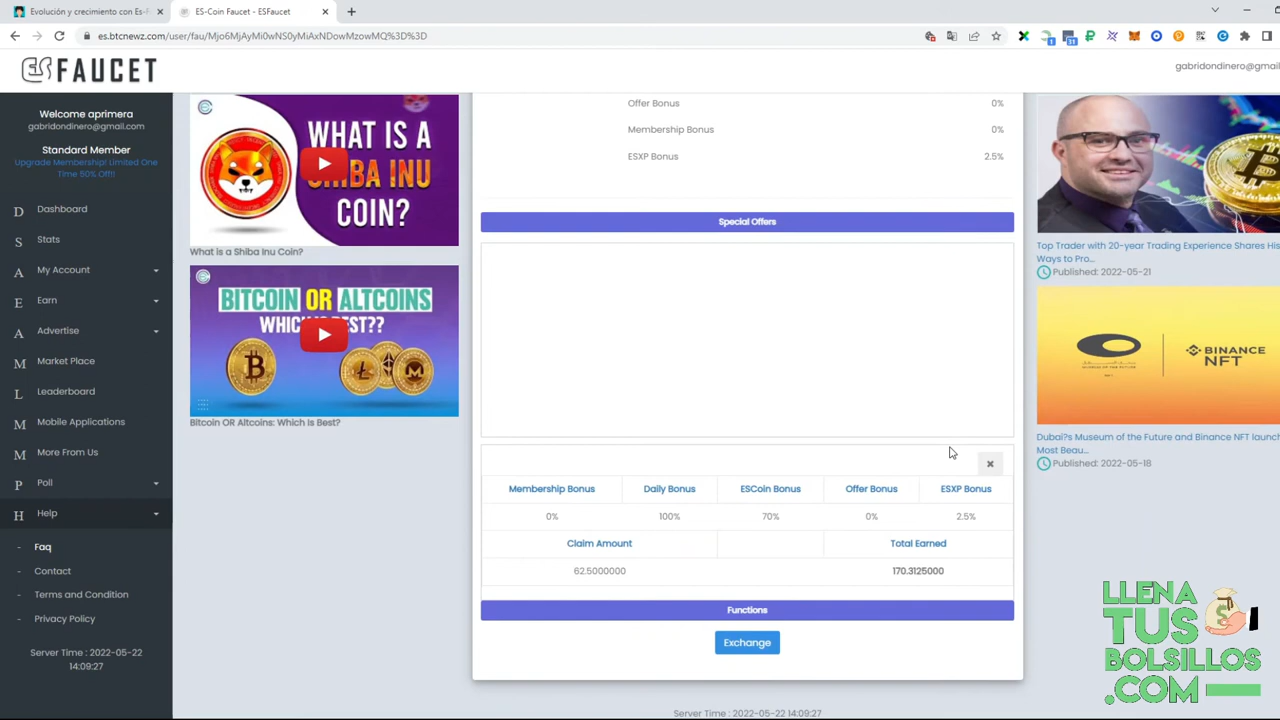 Evolución y crecimiento con Es-F
ES-Coin Faucet - ESFaucet
es.btcnewz.com/user/fau/Mjo6MjAyMi0wNS0yMiAxNDowMzowMQ%3D%3D
ESFAUCET
gabridondinero@gmail
Welcome aprimera
gabridondinero@gmail.com
Standard Member
Upgrade Membership! Limited One
Time 50% Off!!
D Dashboard
S Stats
A My Account
E Earn
A Advertise
M Market Place
L Leaderboard
M Mobile Applications
M More From Us
P Poll
H Help
- Faq
- Contact
- Terms and Condition
- Privacy Policy
Server Time : 2022-05-22
14:09:27
WHAT IS A
SHIBA INU
COIN?
What is a Shiba Inu Coin?
BITCOIN OR ALTCOINS
WHICH IS BEST??
Bitcoin OR Altcoins: Which Is Best?
Offer Bonus 0%
Membership Bonus 0%
ESXP Bonus 2.5%
Special Offers
Membership Bonus Daily Bonus ESCoin Bonus Offer Bonus ESXP Bonus
0% 100% 70% 0% 2.5%
Claim Amount Total Earned
62.5000000 170.3125000
Functions
Exchange
Server Time : 2022-05-22 14:09:27
Top Trader with 20-year Trading Experience Shares His
Ways to Pro...
Published: 2022-05-21
BINANCE
NFT
Dubai?s Museum of the Future and Binance NFT launch
Most Beau...
Published: 2022-05-18
LLENA
TUS
BOLSILLOS
.COM